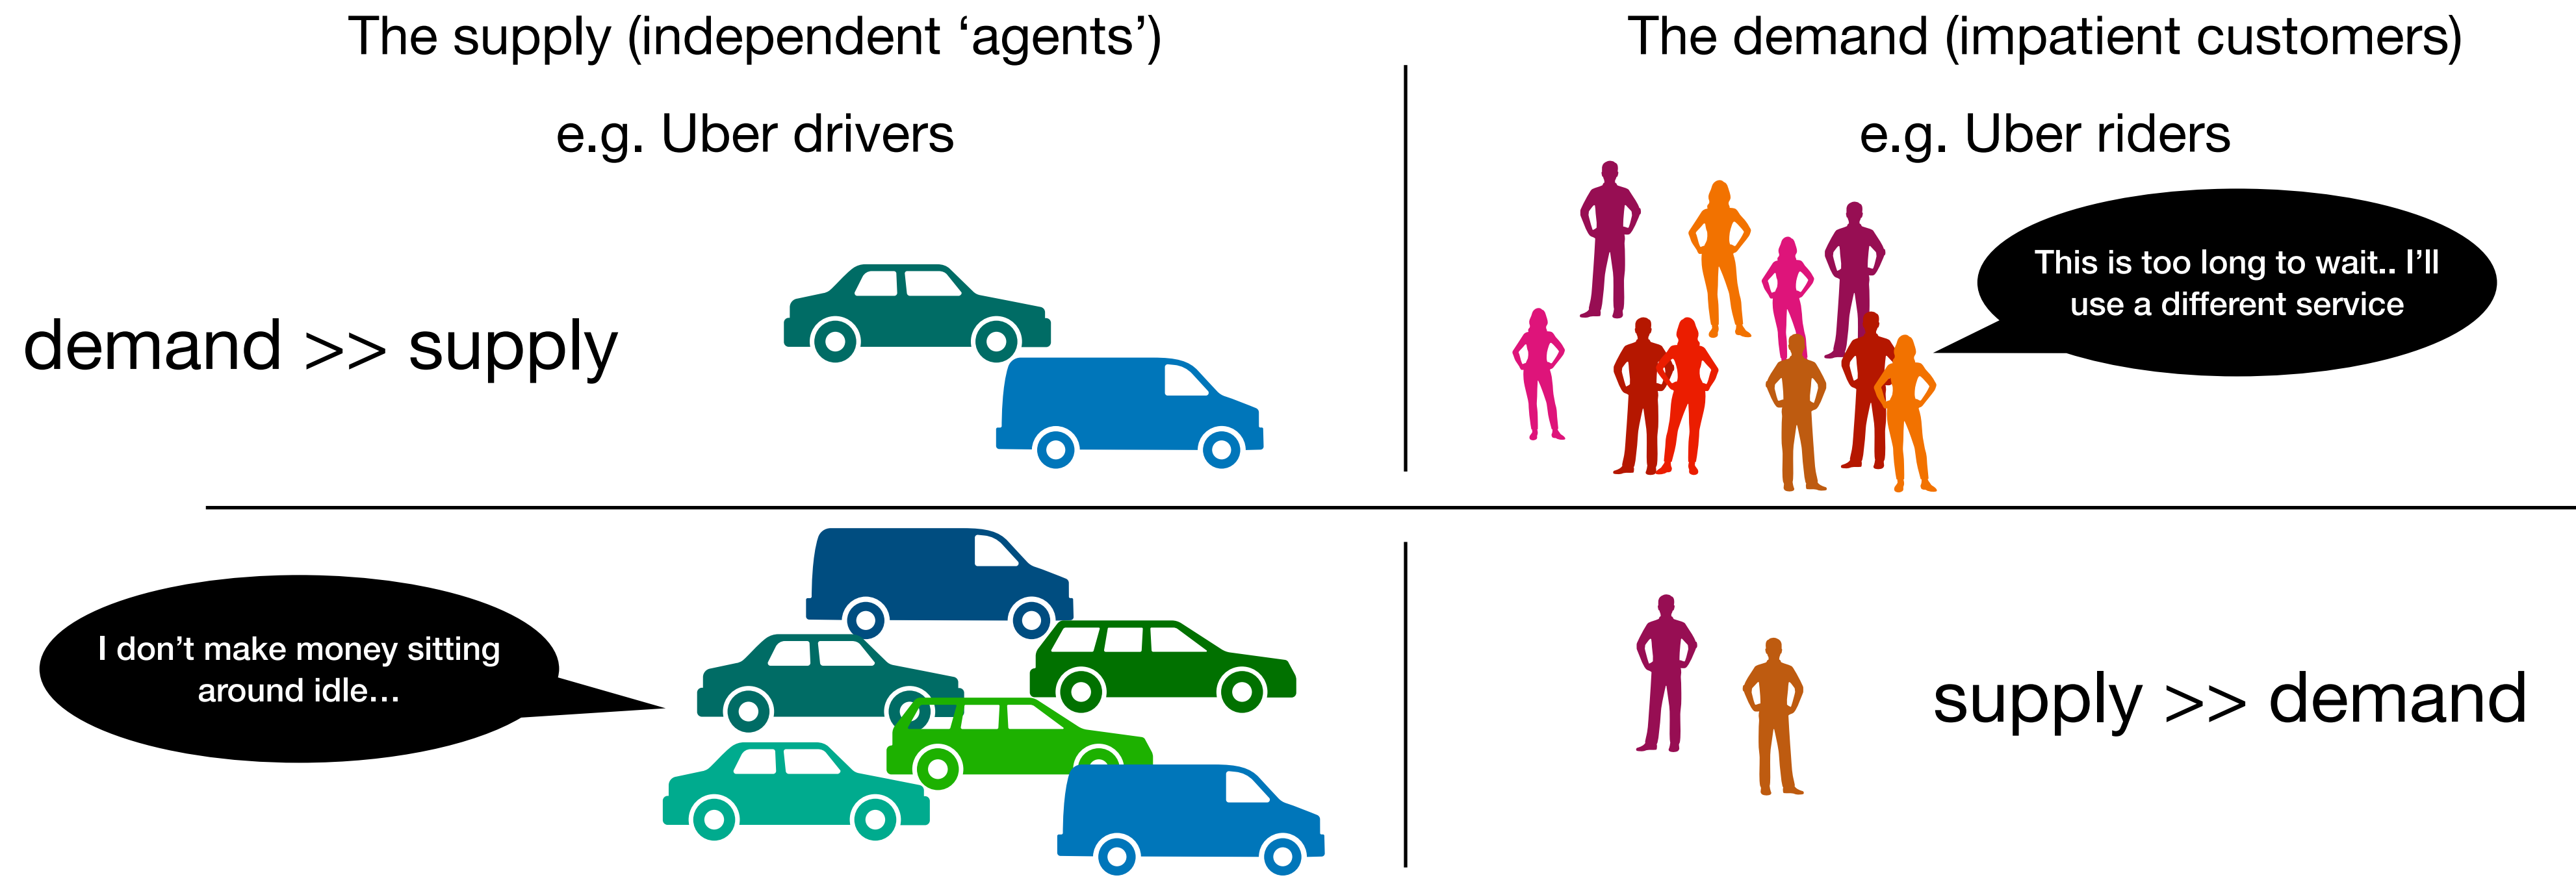 The supply (independent ‘agents’)
The demand (impatient customers)
e.g. Uber drivers
e.g. Uber riders
This is too long to wait.. I’ll
use a different service
demand >> supply
I don’t make money sitting
around idle…
supply >> demand